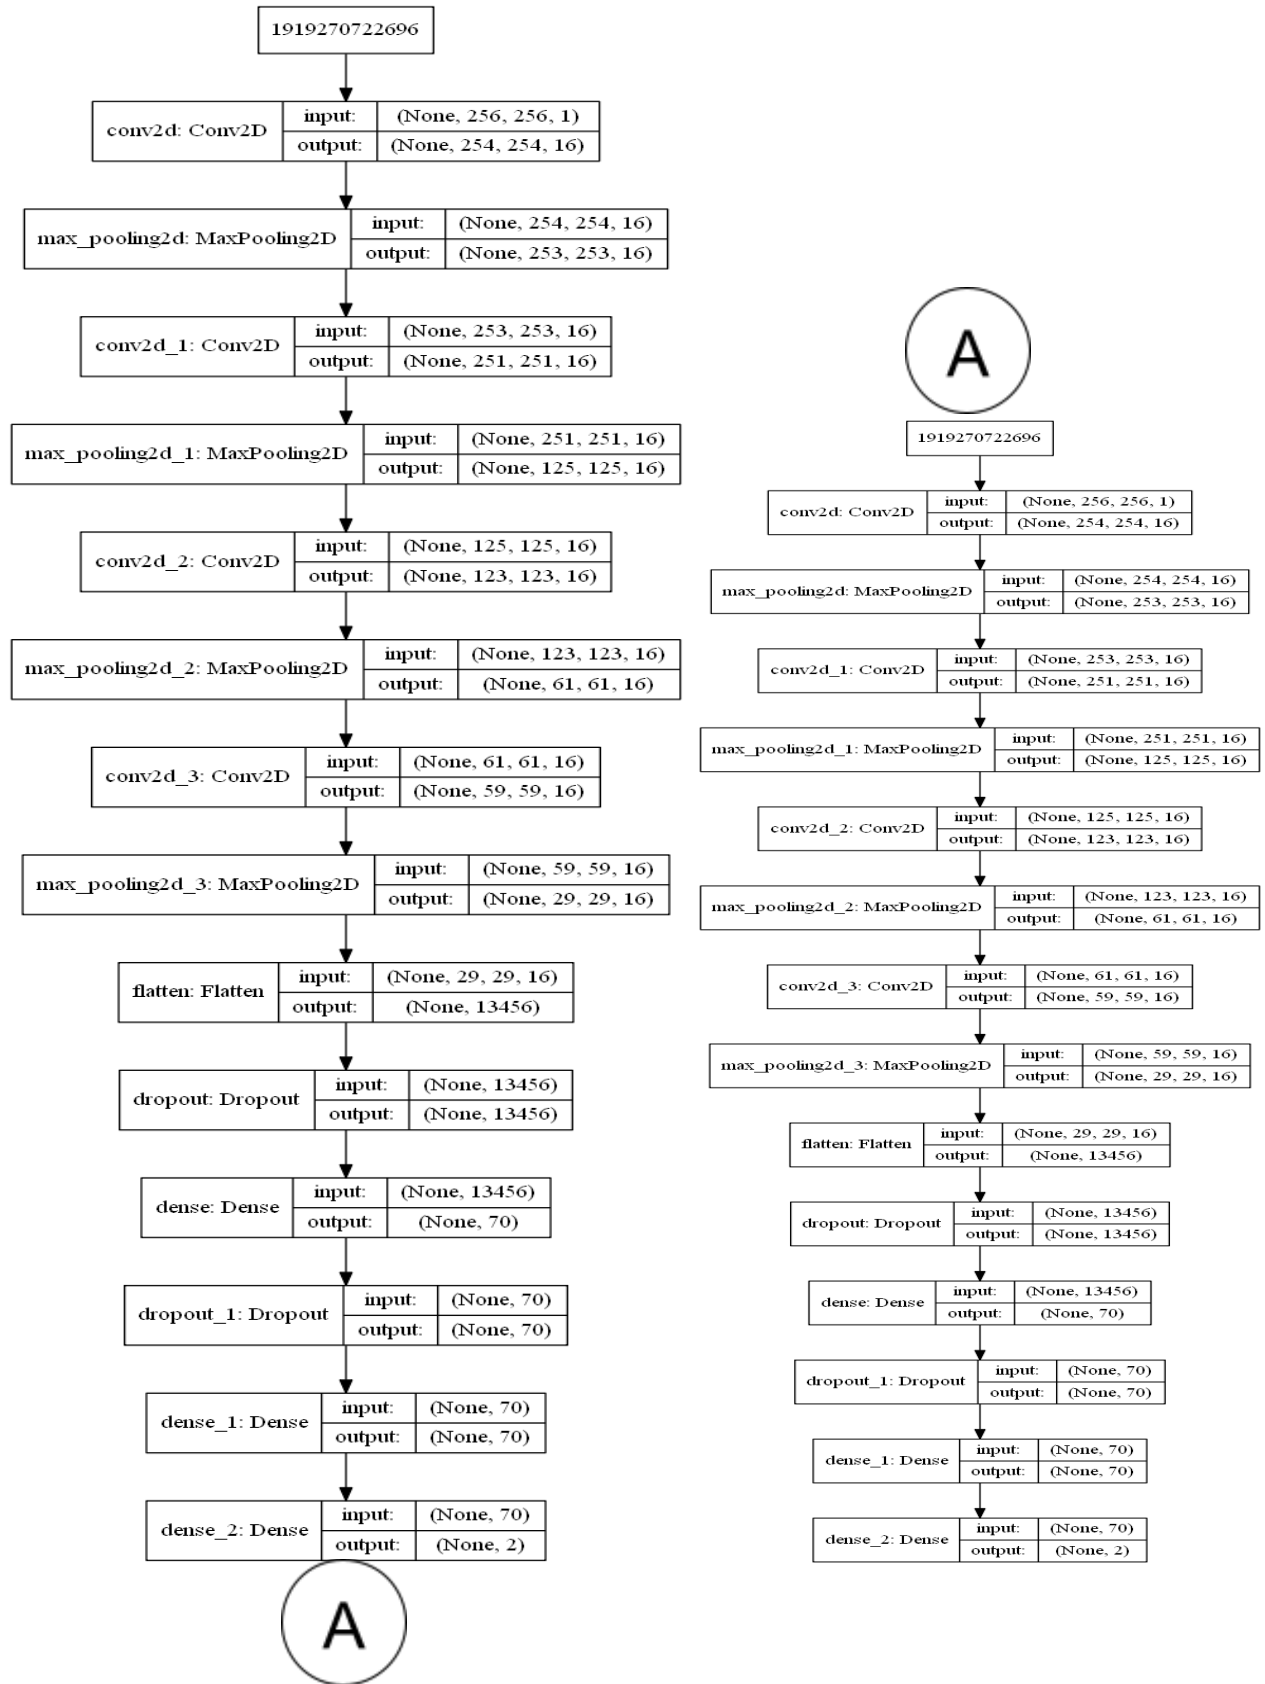 1919270722696
conv2d: Conv2D input: (None, 256, 256, 1)
output: (None, 254, 254, 16)
max_pooling2d: MaxPooling2D input: (None, 254, 254, 16)
output: (None, 253, 253, 16)
conv2d_1: Conv2D input: (None, 253, 253, 16)
output: (None, 251, 251, 16)
max_pooling2d_1: MaxPooling2D input: (None, 251, 251, 16)
output: (None, 125, 125, 16)
conv2d_2: Conv2D input: (None, 125, 125, 16)
output: (None, 123, 123, 16)
max_pooling2d_2: MaxPooling2D input: (None, 123, 123, 16)
output: (None, 61, 61, 16)
conv2d_3: Conv2D input: (None, 61, 61, 16)
output: (None, 59, 59, 16)
max_pooling2d_3: MaxPooling2D input: (None, 59, 59, 16)
output: (None, 29, 29, 16)
flatten: Flatten input: (None, 29, 29, 16)
output: (None, 13456)
dropout: Dropout input: (None, 13456)
output: (None, 13456)
dense: Dense input: (None, 13456)
output: (None, 70)
dropout_1: Dropout input: (None, 70)
output: (None, 70)
dense_1: Dense input: (None, 70)
output: (None, 70)
dense_2: Dense input: (None, 70)
output: (None, 2)
A
A
1919270722696
conv2d: Conv2D input: (None, 256, 256, 1)
output: (None, 254, 254, 16)
max_pooling2d: MaxPooling2D input: (None, 254, 254, 16)
output: (None, 253, 253, 16)
conv2d_1: Conv2D input: (None, 253, 253, 16)
output: (None, 251, 251, 16)
max_pooling2d_1: MaxPooling2D input: (None, 251, 251, 16)
output: (None, 125, 125, 16)
conv2d_2: Conv2D input: (None, 125, 125, 16)
output: (None, 123, 123, 16)
max_pooling2d_2: MaxPooling2D input: (None, 123, 123, 16)
output: (None, 61, 61, 16)
conv2d_3: Conv2D input: (None, 61, 61, 16)
output: (None, 59, 59, 16)
max_pooling2d_3: MaxPooling2D input: (None, 59, 59, 16)
output: (None, 29, 29, 16)
flatten: Flatten input: (None, 29, 29, 16)
output: (None, 13456)
dropout: Dropout input: (None, 13456)
output: (None, 13456)
dense: Dense input: (None, 13456)
output: (None, 70)
dropout_1: Dropout input: (None, 70)
output: (None, 70)
dense_1: Dense input: (None, 70)
output: (None, 70)
dense_2: Dense input: (None, 70)
output: (None, 2)